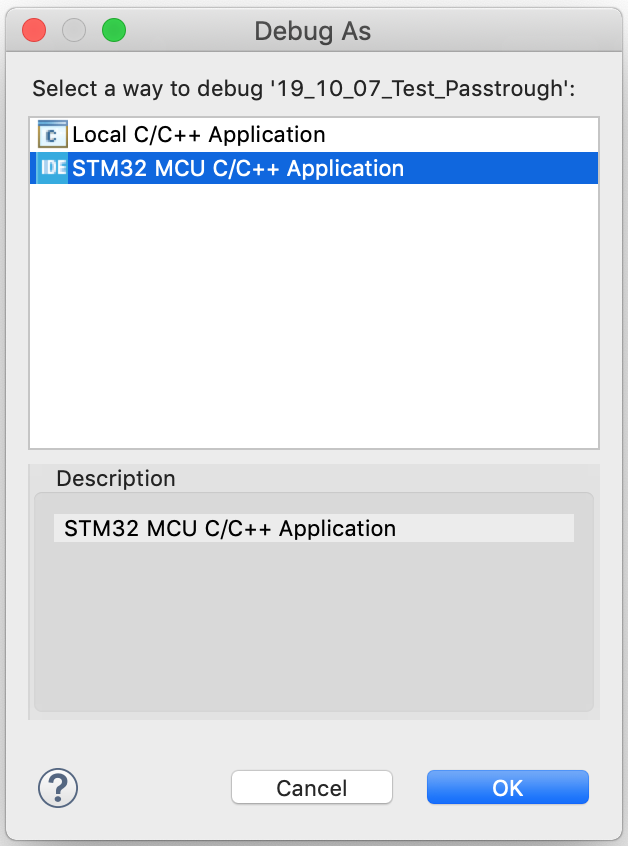 Debug As
Select a way to debug '19_10_07_Test_Passtrough':
C Local C/C++ Application
IDE STM32 MCU C/C++ Application
Description
STM32 MCU C/C++ Application
? Cancel OK